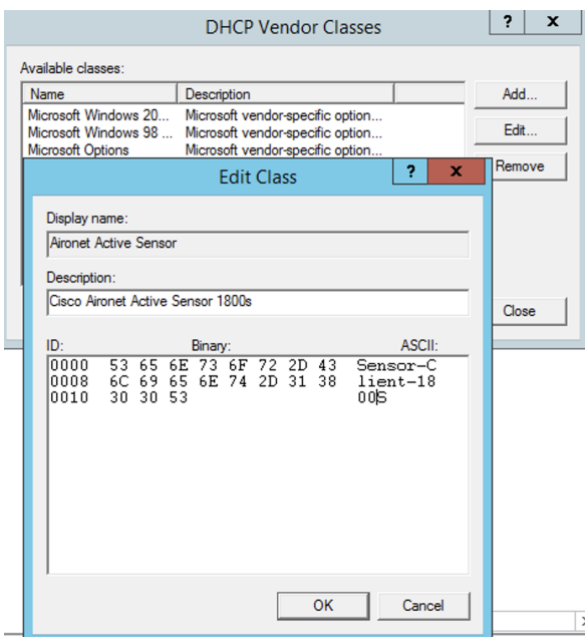 DHCP Vendor Classes
? x
Available classes:
Name Description
Add...
Microsoft Windows 20... Microsoft vendor-specific option...
Microsoft Windows 98 ... Microsoft vendor-specific option...
Edit...
Microsoft Options Microsoft vendor-specific option...
Remove
Edit Class
? x
Display name:
Aironet Active Sensor
Description:
Cisco Aironet Active Sensor 1800s
Close
ID: Binary: ASCII:
0000 53 65 6E 73 6F 72 2D 43 Sensor-C
0008 6C 69 65 6E 74 2D 31 38 lient-18
0010 30 30 53 00S
OK Cancel